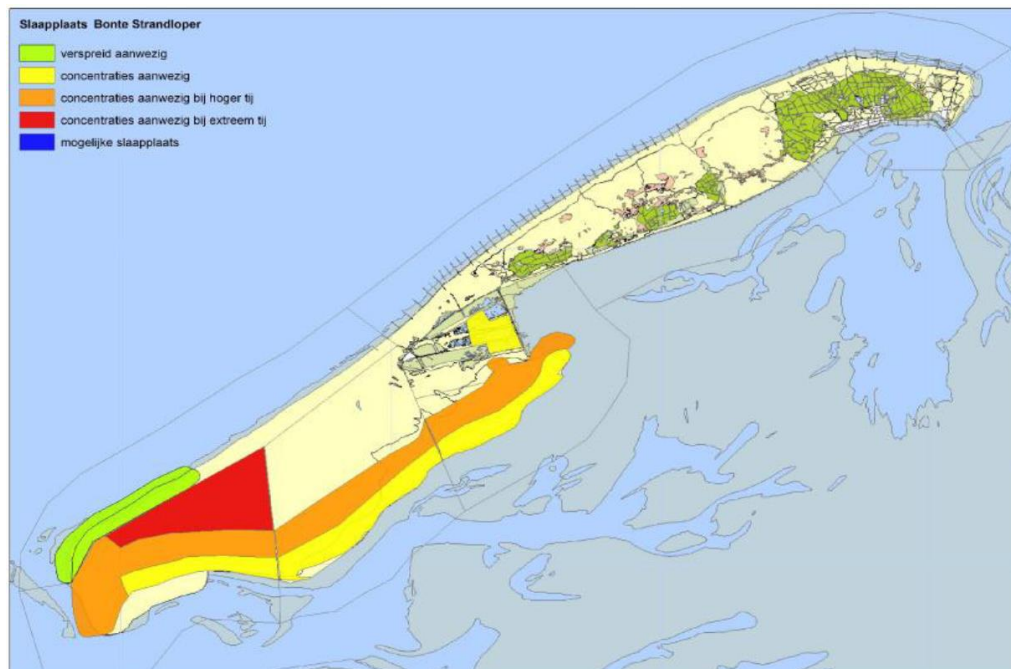 Slaapplaats Bonte Strandloper
verspreid aanwezig
concentraties aanwezig
concentraties aanwezig bij hoger tij
concentraties aanwezig bij extreem tij
mogelijke slaapplaats